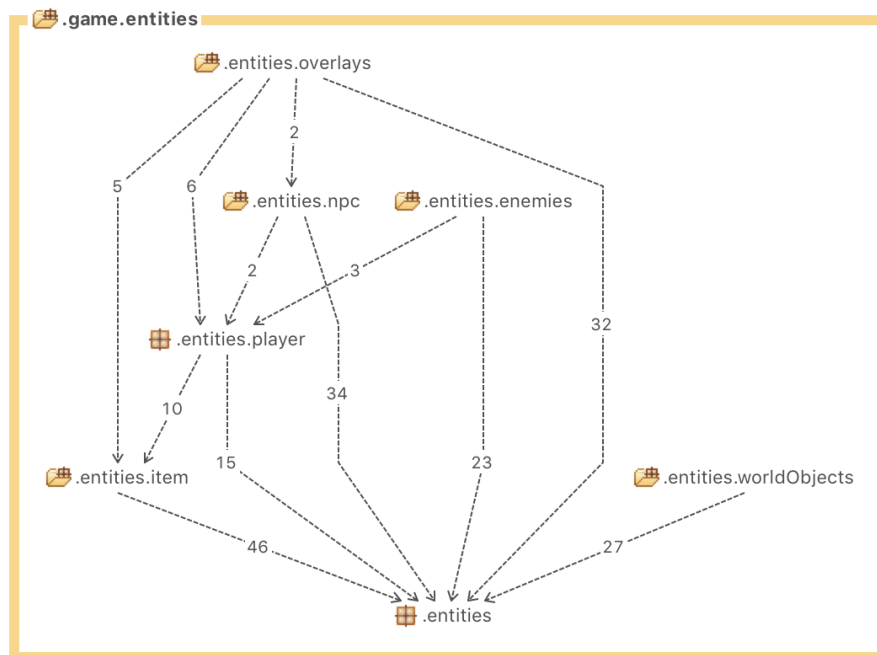 .game.entities
.entities.overlays
2
5
6
.entities.npc
.entities.enemies
2
3
32
.entities.player
34
10
15
23
.entities.item
.entities.worldObjects
46
27
.entities